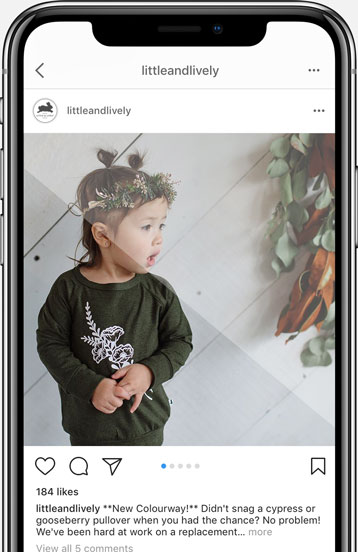 littleandlively
littleandlively
184 likes
littleandlively **New Colourway!** Didn't snag a cypress or
gooseberry pullover when you had the chance? No problem!
We've been hard at work on a replacement... more
View all 5 comments